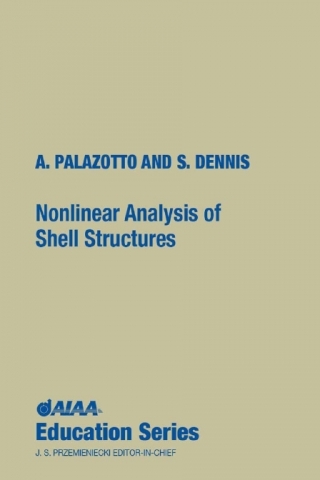 A. PALAZOTTO AND S. DENNIS
Nonlinear Analysis of
Shell Structures
AIAA
Education Series
J. S. PRZEMIENIECKI EDITOR-IN-CHIEF